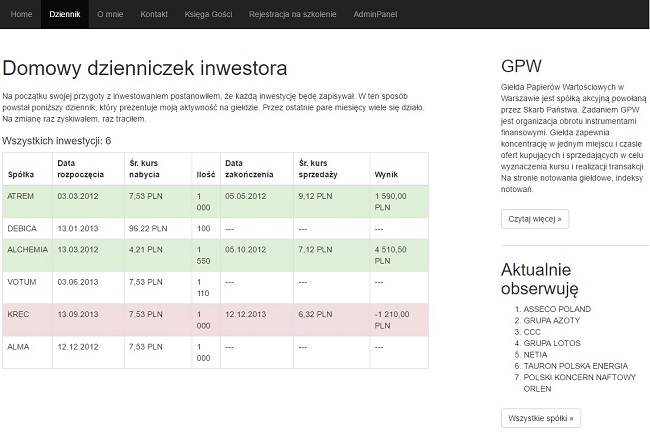 Home Dziennik O mnie Kontakt Księga Gości Rejestracja na szkolenie AdminPanel
Domowy dzienniczek inwestora
Na początku swojej przygoty z inwestowaniem postanowiłem, że każdą inwestycję będę zapisywał. W ten sposób
powstał poniższy dziennik, który prezentuje moją aktywność na giełdzie. Przez ostatnie pare miesięcy wiele się działo.
Na zmianę raz zyskiwałem, raz traciłem.
Wszystkich inwestycji: 6
Spółka Data rozpoczęcia Śr. kurs nabycia Ilość Data zakończenia Śr. kurs sprzedaży Wynik
ATREM 03.03.2012 7,53 PLN 1 000 05.05.2012 9,12 PLN 1 590,00 PLN
DEBICA 13.01.2013 96,22 PLN 100 --- --- ---
ALCHEMIA 13.03.2012 4,21 PLN 1 550 05.10.2012 7,12 PLN 4 510,50 PLN
VOTUM 03.06.2013 7,53 PLN 1 110 --- --- ---
KREC 13.09.2013 7,53 PLN 1 000 12.12.2013 6,32 PLN -1 210,00 PLN
ALMA 12.12.2012 7,53 PLN 1 000 --- --- ---
GPW
Giełda Papierów Wartościowych w
Warszawie jest spółką akcyjną powołaną
przez Skarb Państwa. Zadaniem GPW
jest organizacja obrotu instrumentami
finansowymi. Giełda zapewnia
koncentrację w jednym miejscu i czasie
ofert kupujących i sprzedających w celu
wyznaczenia kursu i realizacji transakcji.
Na stronie notowania giełdowe, indeksy
notowań.
Czytaj więcej »
Aktualnie
obserwuję
1. ASSECO POLAND
2. GRUPA AZOTY
3. CCC
4. GRUPA LOTOS
5. NETIA
6. TAURON POLSKA ENERGIA
7. POLSKI KONCERN NAFTOWY
ORLEN
Wszystkie spółki »